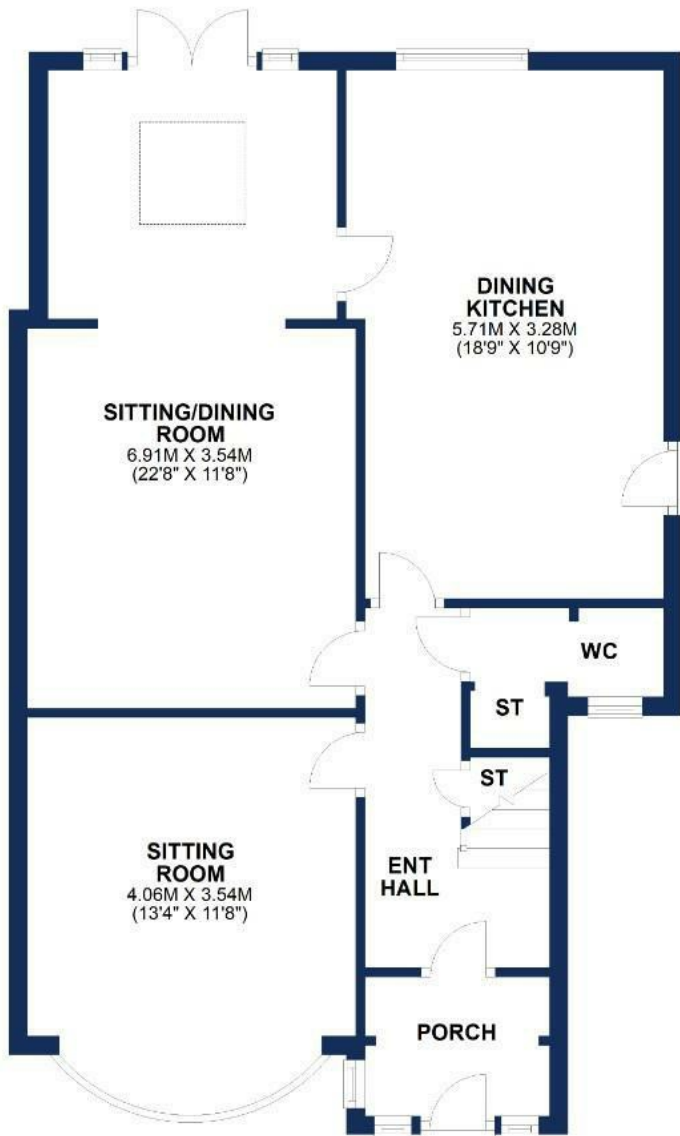 DINING
KITCHEN
5.71M X 3.28M
(18'9" X 10'9")
SITTING/DINING
ROOM
6.91M X 3.54M
(22'8" X 11'8")
WC
ST
ST
SITTING
ROOM
4.06M X 3.54M
(13'4" X 11'8")
ENT
HALL
PORCH